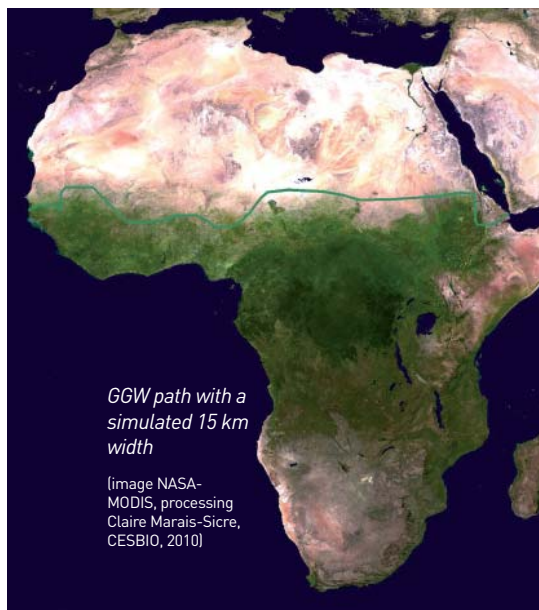 GGW path with a
simulated 15 km
width
(image NASA-
MODIS, processing
Claire Marais-Sicre,
CESBIO, 2010)